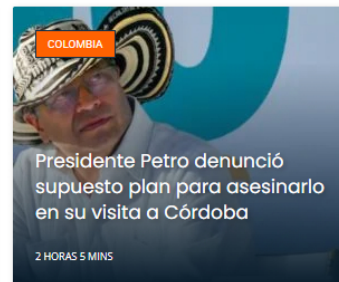 COLOMBIA
Presidente Petro denunció
supuesto plan para asesinarlo
en su visita a Córdoba
2 HORAS 5 MINS